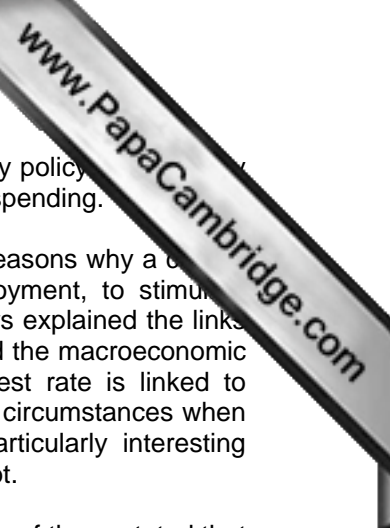 www.PapaCambridge.com
y policy
spending.
easons why a
oyment, to stimu
s explained the links
d the macroeconomic
est rate is linked to
circumstances when
articularly interesting
ot.
of them stated that